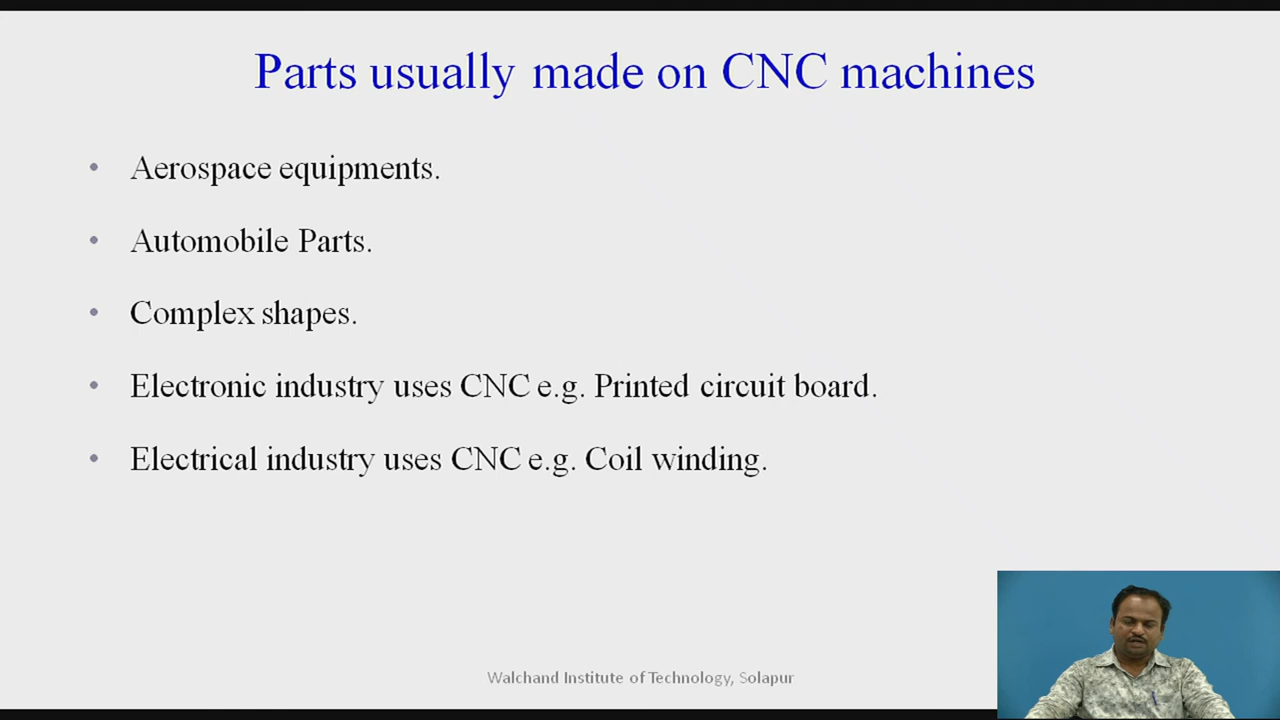 Parts usually made on CNC machines
• Aerospace equipments.
• Automobile Parts.
• Complex shapes.
• Electronic industry uses CNC e.g. Printed circuit board.
• Electrical industry uses CNC e.g. Coil winding.
Walchand Institute of Technology, Solapur